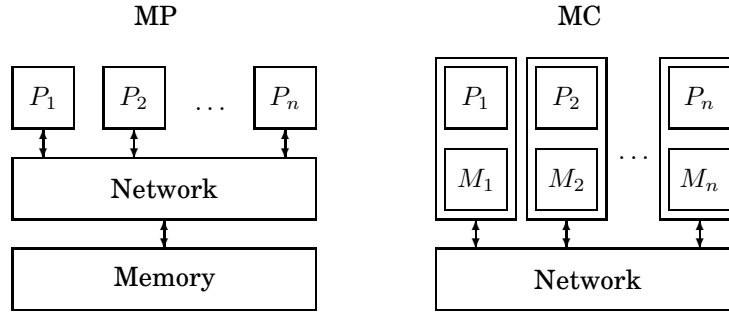 MP
P1 P2 ... Pn
Network
Memory
MC
P1 P2 Pn
...
M1 M2 Mn
Network